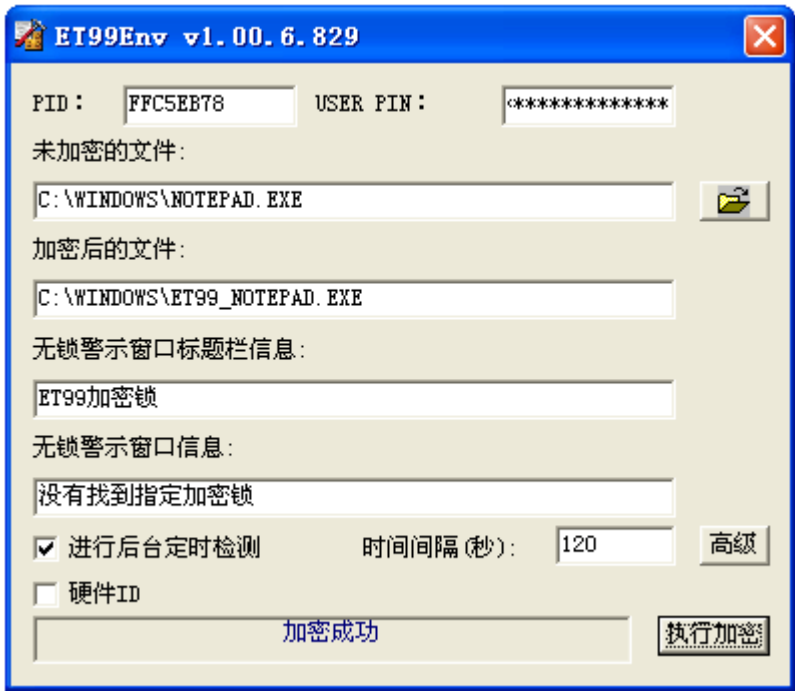 ET99Env v1.00.6.829
PID： FFC5EB78 USER PIN： *************
未加密的文件:
C:\WINDOWS\NOTEPAD.EXE
加密后的文件:
C:\WINDOWS\ET99_NOTEPAD.EXE
无锁警示窗口标题栏信息:
ET99加密锁
无锁警示窗口信息:
没有找到指定加密锁
进行后台定时检测 时间间隔(秒): 120 高级
硬件ID
加密成功 执行加密